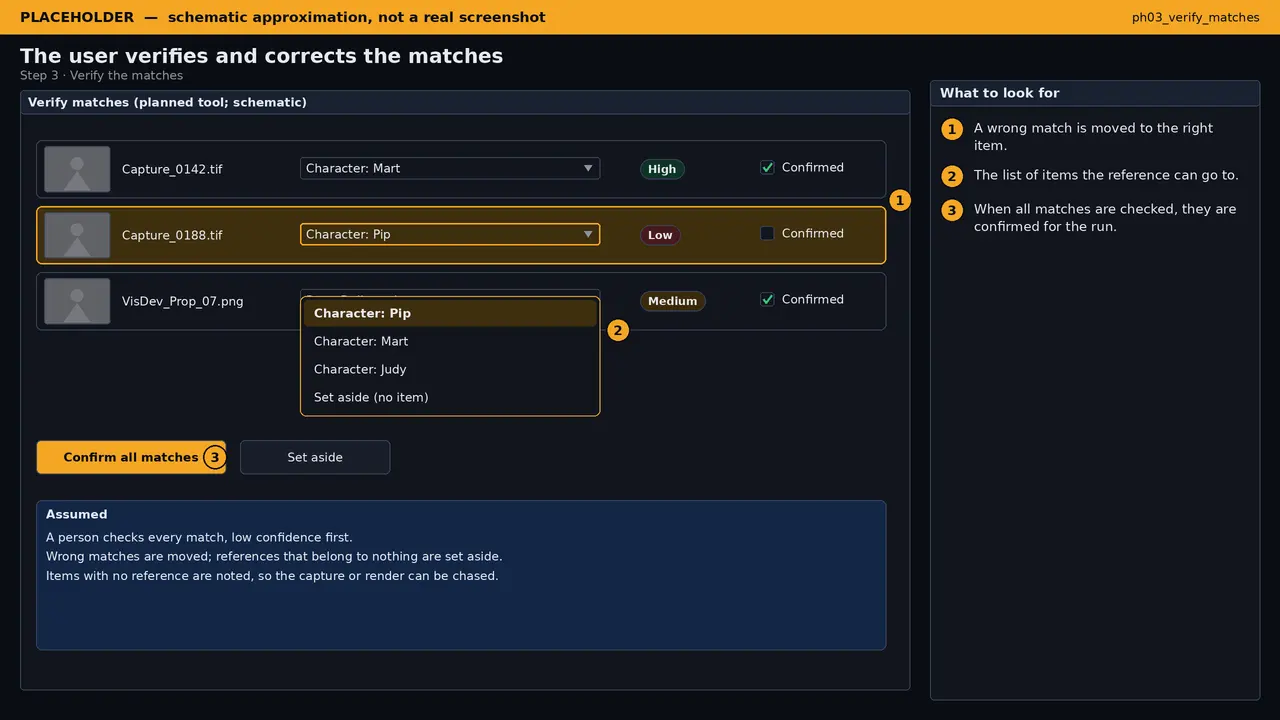 PLACEHOLDER — schematic approximation, not a real screenshot
ph03_verify_matches
The user verifies and corrects the matches
Step 3 · Verify the matches
Verify matches (planned tool; schematic)
Capture_0142.tif
Character: Mart
High
Confirmed
1
Capture_0188.tif
Character: Pip
Low
Confirmed
VisDev_Prop_07.png
Medium
Confirmed
Character: Pip
2
Character: Mart
Character: Judy
Set aside (no item)
Confirm all matches 3
Set aside
Assumed
A person checks every match, low confidence first.
Wrong matches are moved; references that belong to nothing are set aside.
Items with no reference are noted, so the capture or render can be chased.
What to look for
1 A wrong match is moved to the right
item.
2 The list of items the reference can go to.
3 When all matches are checked, they are
confirmed for the run.